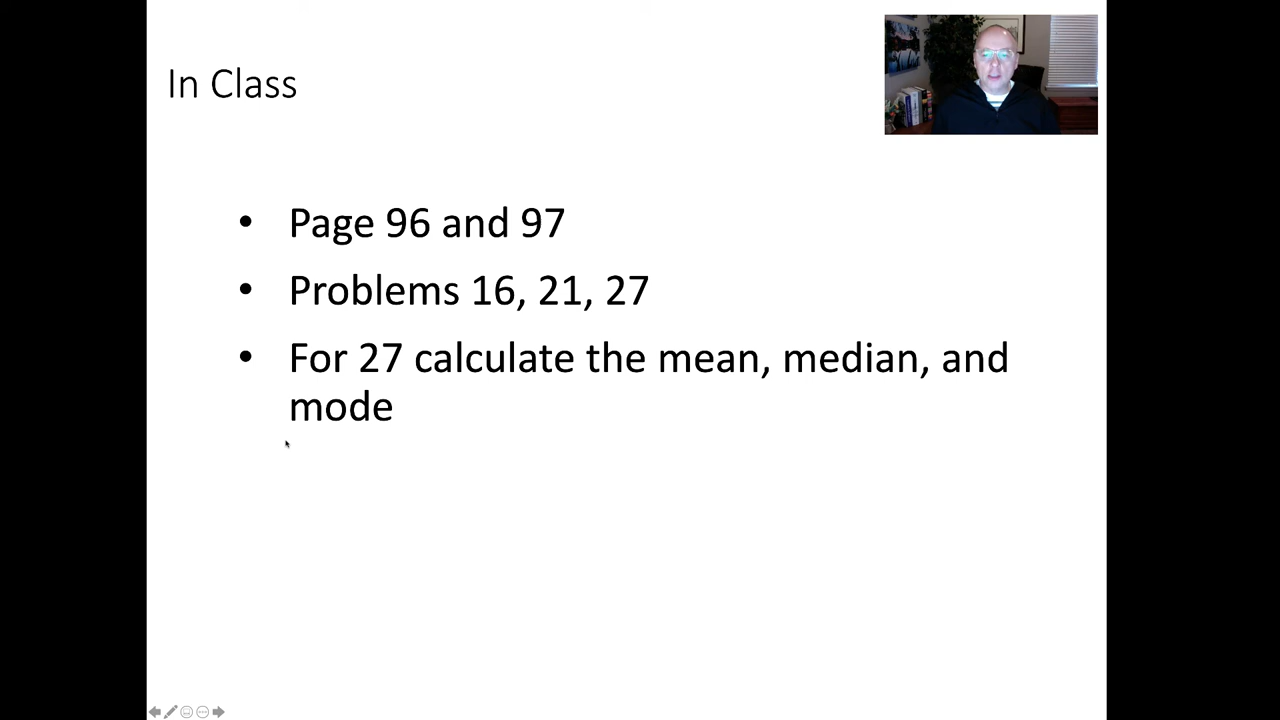 In Class
• Page 96 and 97
• Problems 16, 21, 27
• For 27 calculate the mean, median, and
mode